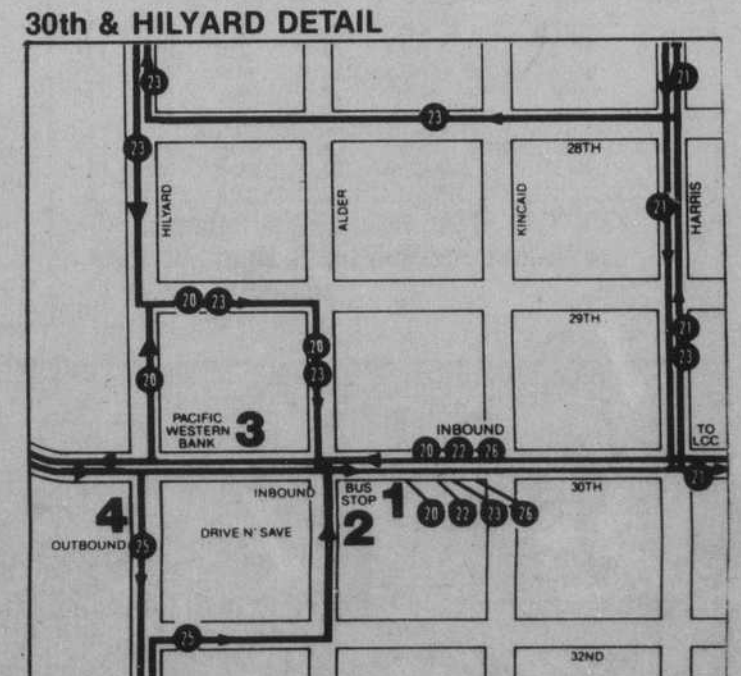 30th & HILYARD DETAIL
23
21
23
23
28TH
HILYARD
ALDER
KINCAID
21
HARRIS
20 23
29TH
20
21
20
23
23
PACIFIC
WESTERN
BANK
3
INBOUND
20 22 26
TO
LCC
INBOUND
BUS
STOP
1
30TH
21
4
DRIVE N' SAVE
2
20 22 23 26
OUTBOUND
25
25
32ND